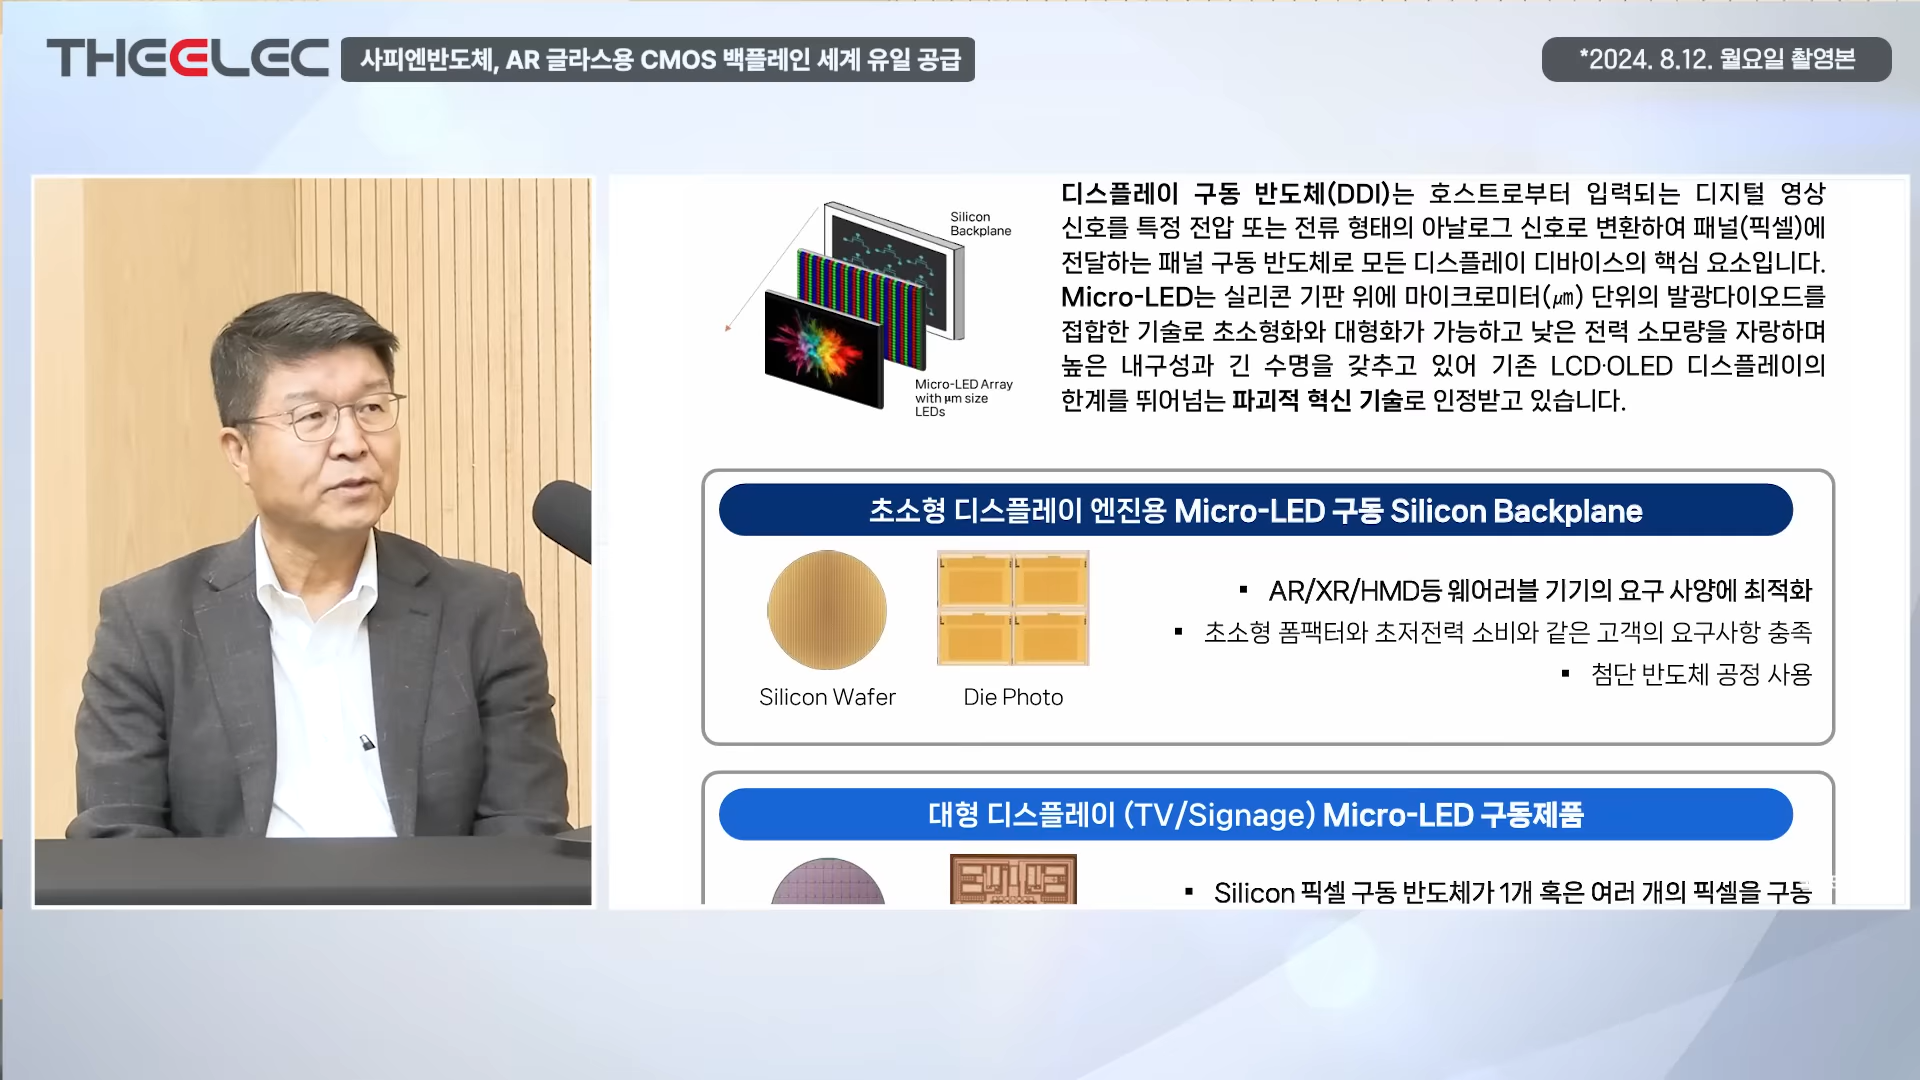 THEELEC
사피엔반도체, AR 글라스용 CMOS 백플레인 세계 유일 공급
*2024. 8.12. 월요일 촬영본
Silicon
Backplane
Micro-LED Array
with μm size
LEDs
디스플레이 구동 반도체(DDI)는 호스트로부터 입력되는 디지털 영상
신호를 특정 전압 또는 전류 형태의 아날로그 신호로 변환하여 패널(픽셀)에
전달하는 패널 구동 반도체로 모든 디스플레이 디바이스의 핵심 요소입니다.
Micro-LED는 실리콘 기판 위에 마이크로미터(㎛) 단위의 발광다이오드를
접합한 기술로 초소형화와 대형화가 가능하고 낮은 전력 소모량을 자랑하며
높은 내구성과 긴 수명을 갖추고 있어 기존 LCD·OLED 디스플레이의
한계를 뛰어넘는 파괴적 혁신 기술로 인정받고 있습니다.
초소형 디스플레이 엔진용 Micro-LED 구동 Silicon Backplane
Silicon Wafer
Die Photo
▪ AR/XR/HMD등 웨어러블 기기의 요구 사양에 최적화
▪ 초소형 폼팩터와 초저전력 소비와 같은 고객의 요구사항 충족
▪ 첨단 반도체 공정 사용
대형 디스플레이 (TV/Signage) Micro-LED 구동제품
▪ Silicon 픽셀 구동 반도체가 1개 혹은 여러 개의 픽셀을 구동